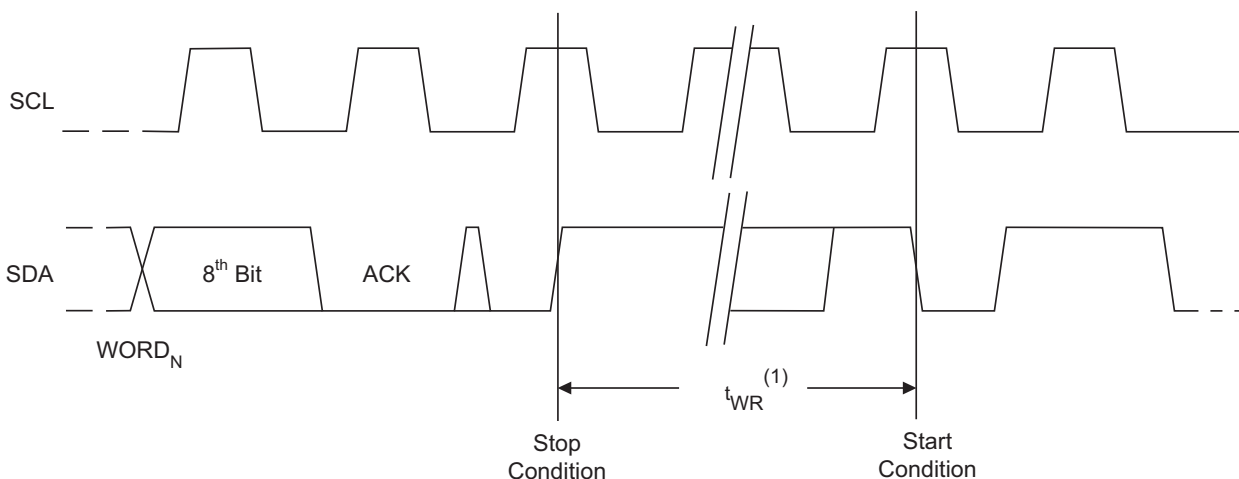 SCL
SDA
8th Bit
ACK
WORDN
tWR(1)
Stop
Condition
Start
Condition